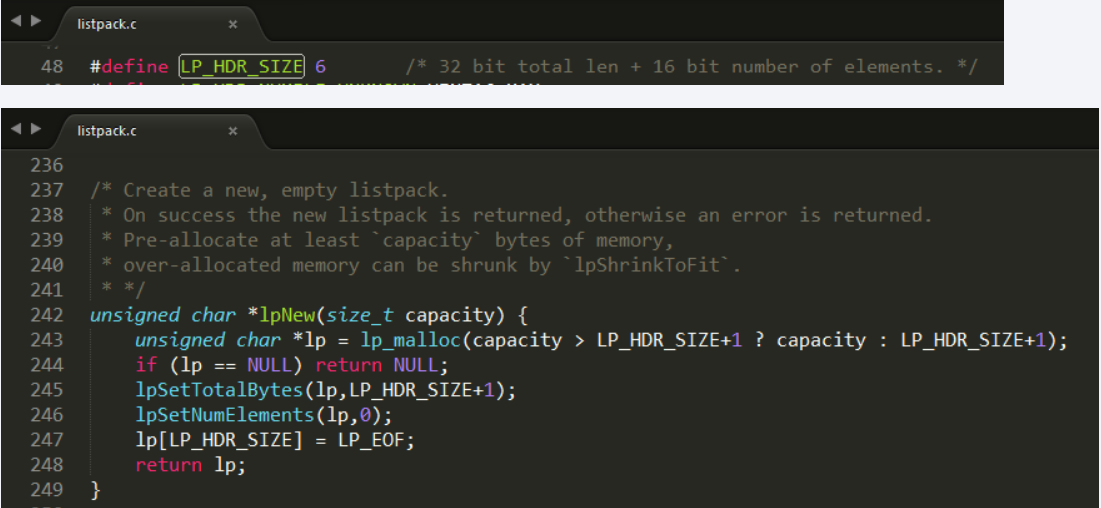 listpack.c ×
48 #define LP_HDR_SIZE 6 /* 32 bit total len + 16 bit number of elements. */
listpack.c ×
236
237 /* Create a new, empty listpack.
238 * On success the new listpack is returned, otherwise an error is returned.
239 * Pre-allocate at least `capacity` bytes of memory,
240 * over-allocated memory can be shrunk by `lpShrinkToFit`.
241 * */
242 unsigned char *lpNew(size_t capacity) {
243 unsigned char *lp = lp_malloc(capacity > LP_HDR_SIZE+1 ? capacity : LP_HDR_SIZE+1);
244 if (lp == NULL) return NULL;
245 lpSetTotalBytes(lp,LP_HDR_SIZE+1);
246 lpSetNumElements(lp,0);
247 lp[LP_HDR_SIZE] = LP_EOF;
248 return lp;
249 }